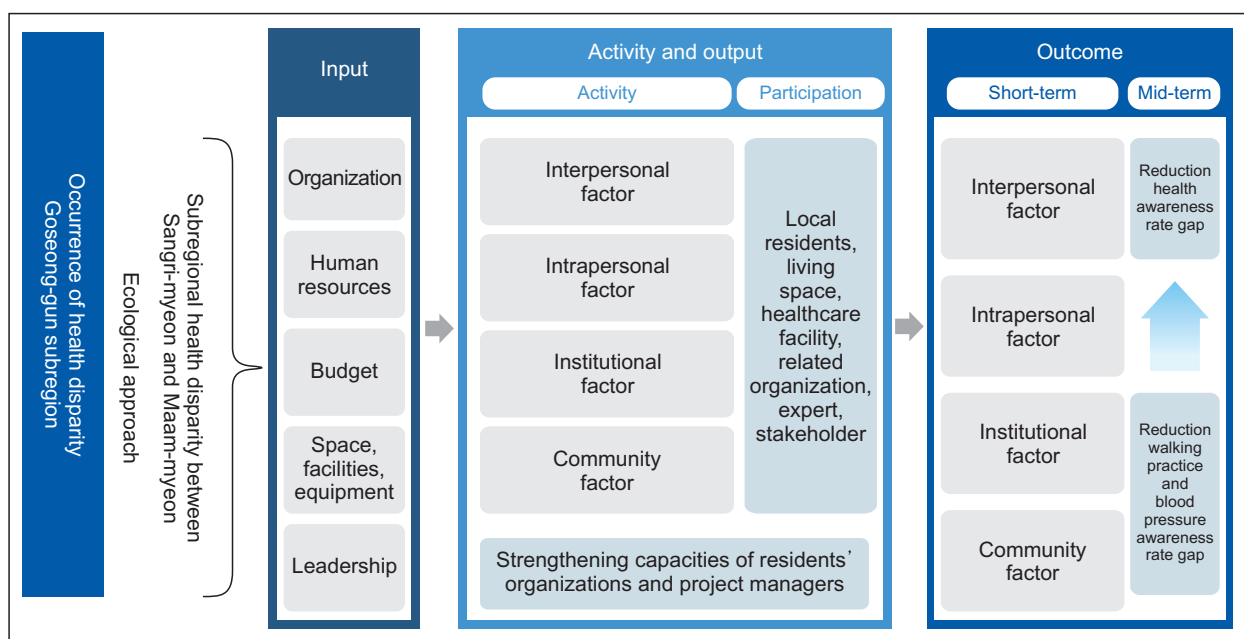 Occurrence of health disparity
Goseong-gun subregion
Ecological approach
Subregional health disparity between
Sangri-myeon and Maam-myeon
Input
Organization
Human
resources
Budget
Space,
facilities,
equipment
Leadership
Activity and output
Activity
Participation
Interpersonal
factor
Intrapersonal
factor
Institutional
factor
Community
factor
Local
residents,
living
space,
healthcare
facility,
related
organization,
expert,
stakeholder
Strengthening capacities of residents’
organizations and project managers
Outcome
Short-term
Mid-term
Interpersonal
factor
Intrapersonal
factor
Institutional
factor
Community
factor
Reduction
health
awareness
rate gap
Reduction
walking
practice
and
blood
pressure
awareness
rate gap